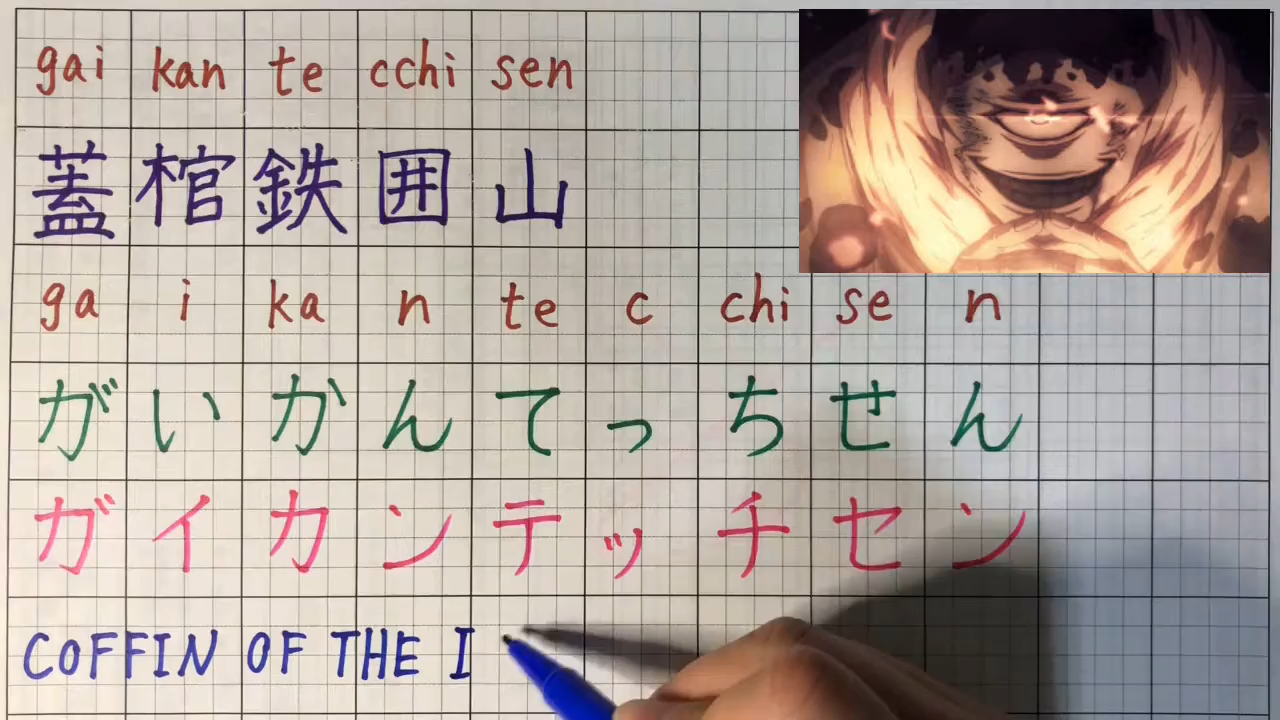 gai kan te cchi sen
蓋棺鉄囲山
ga i ka n te c chi se n
がいかんてっちせん
ガイカンテッチセン
COFFIN OF THE I